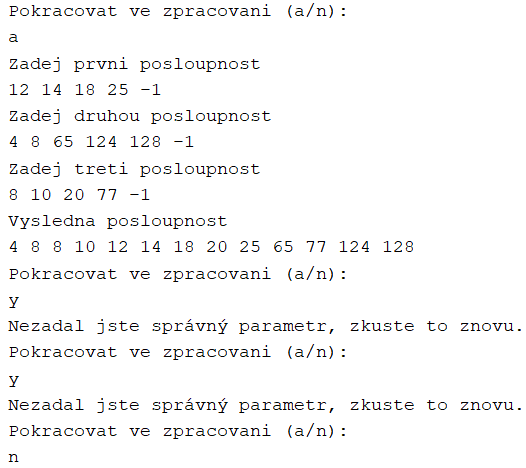 Pokracovat ve zpracovani (a/n):
a
Zadej prvni posloupnost
12 14 18 25 -1
Zadej druhou posloupnost
4 8 65 124 128 -1
Zadej treti posloupnost
8 10 20 77 -1
Vysledna posloupnost
4 8 8 10 12 14 18 20 25 65 77 124 128
Pokracovat ve zpracovani (a/n):
y
Nezadal jste správný parametr, zkuste to znovu.
Pokracovat ve zpracovani (a/n):
y
Nezadal jste správný parametr, zkuste to znovu.
Pokracovat ve zpracovani (a/n):
n